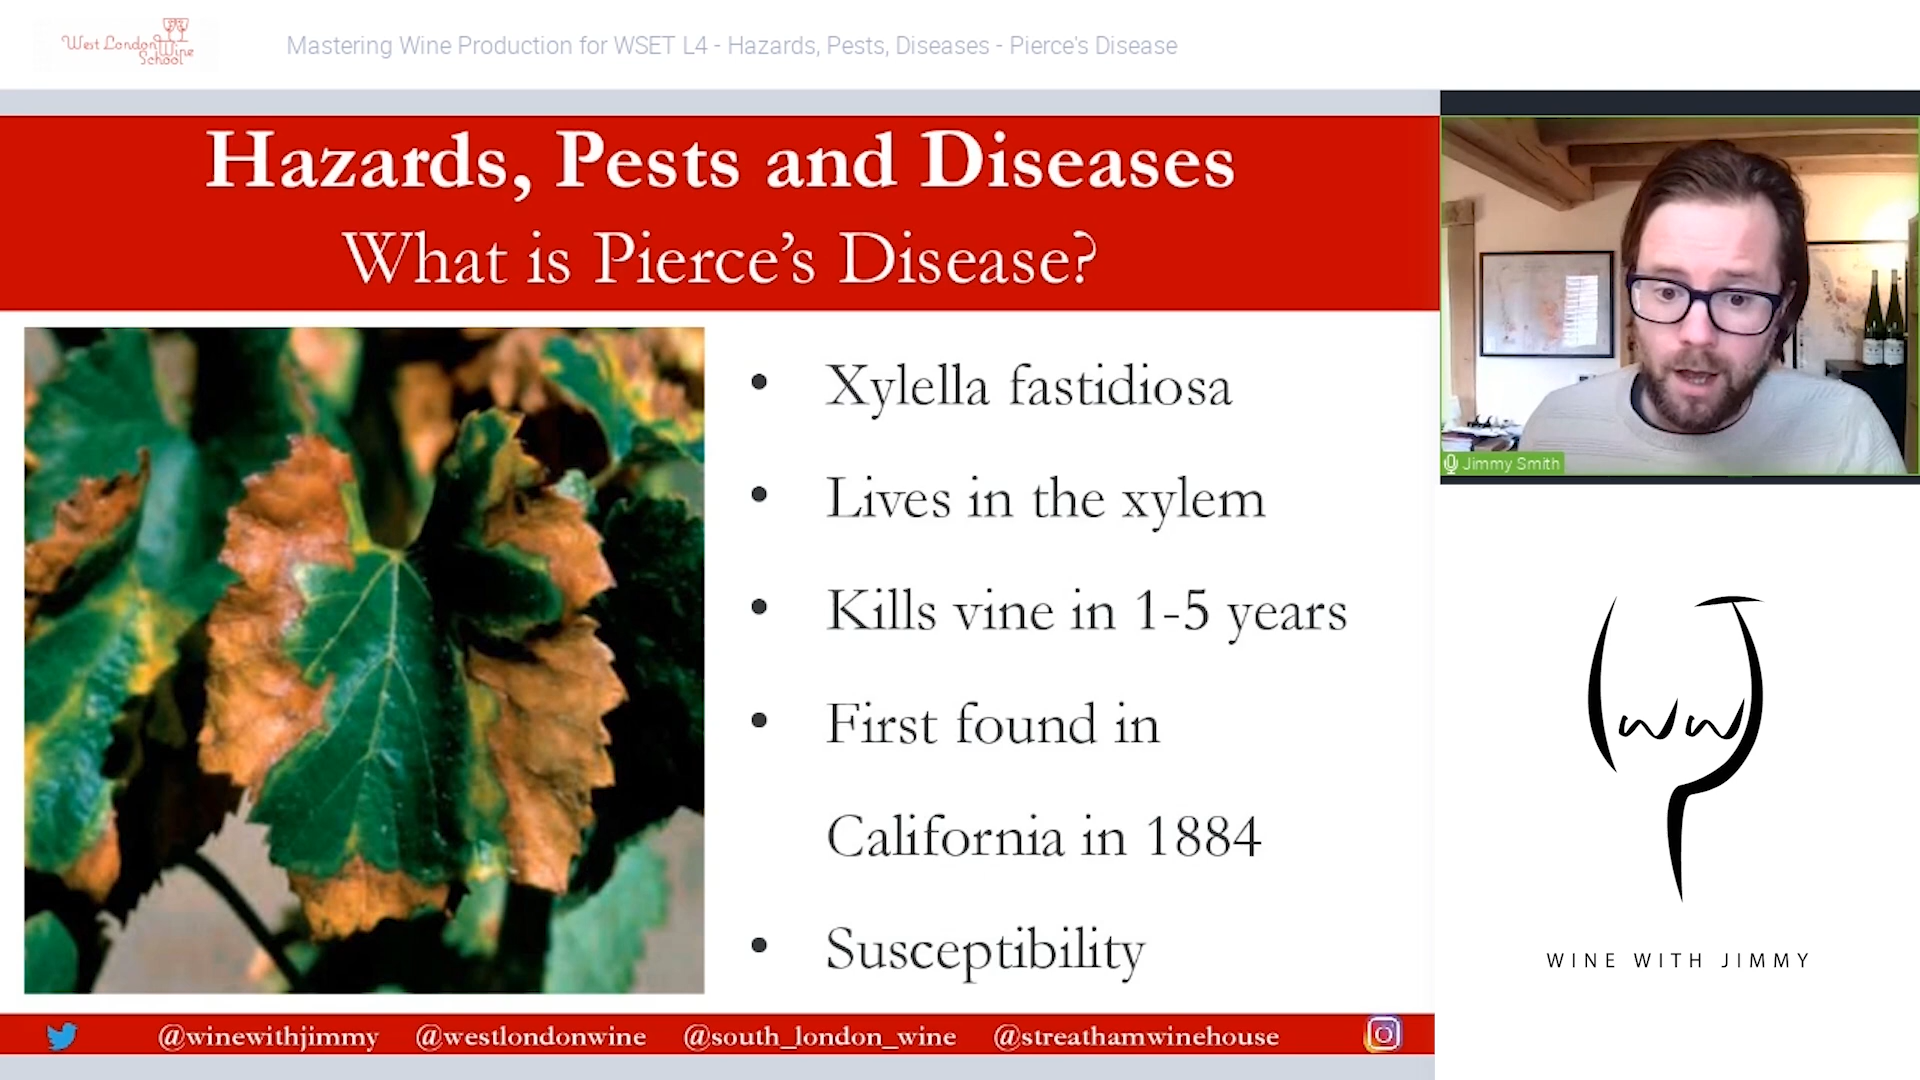 West London Wine School
Mastering Wine Production for WSET L4 - Hazards, Pests, Diseases - Pierce's Disease
Hazards, Pests and Diseases
What is Pierce’s Disease?
• Xylella fastidiosa
• Lives in the xylem
• Kills vine in 1-5 years
• First found in
California in 1884
• Susceptibility
@winewithjimmy @westlondonwine @south_london_wine @streathamwinehouse
Jimmy Smith
ww
WINE WITH JIMMY